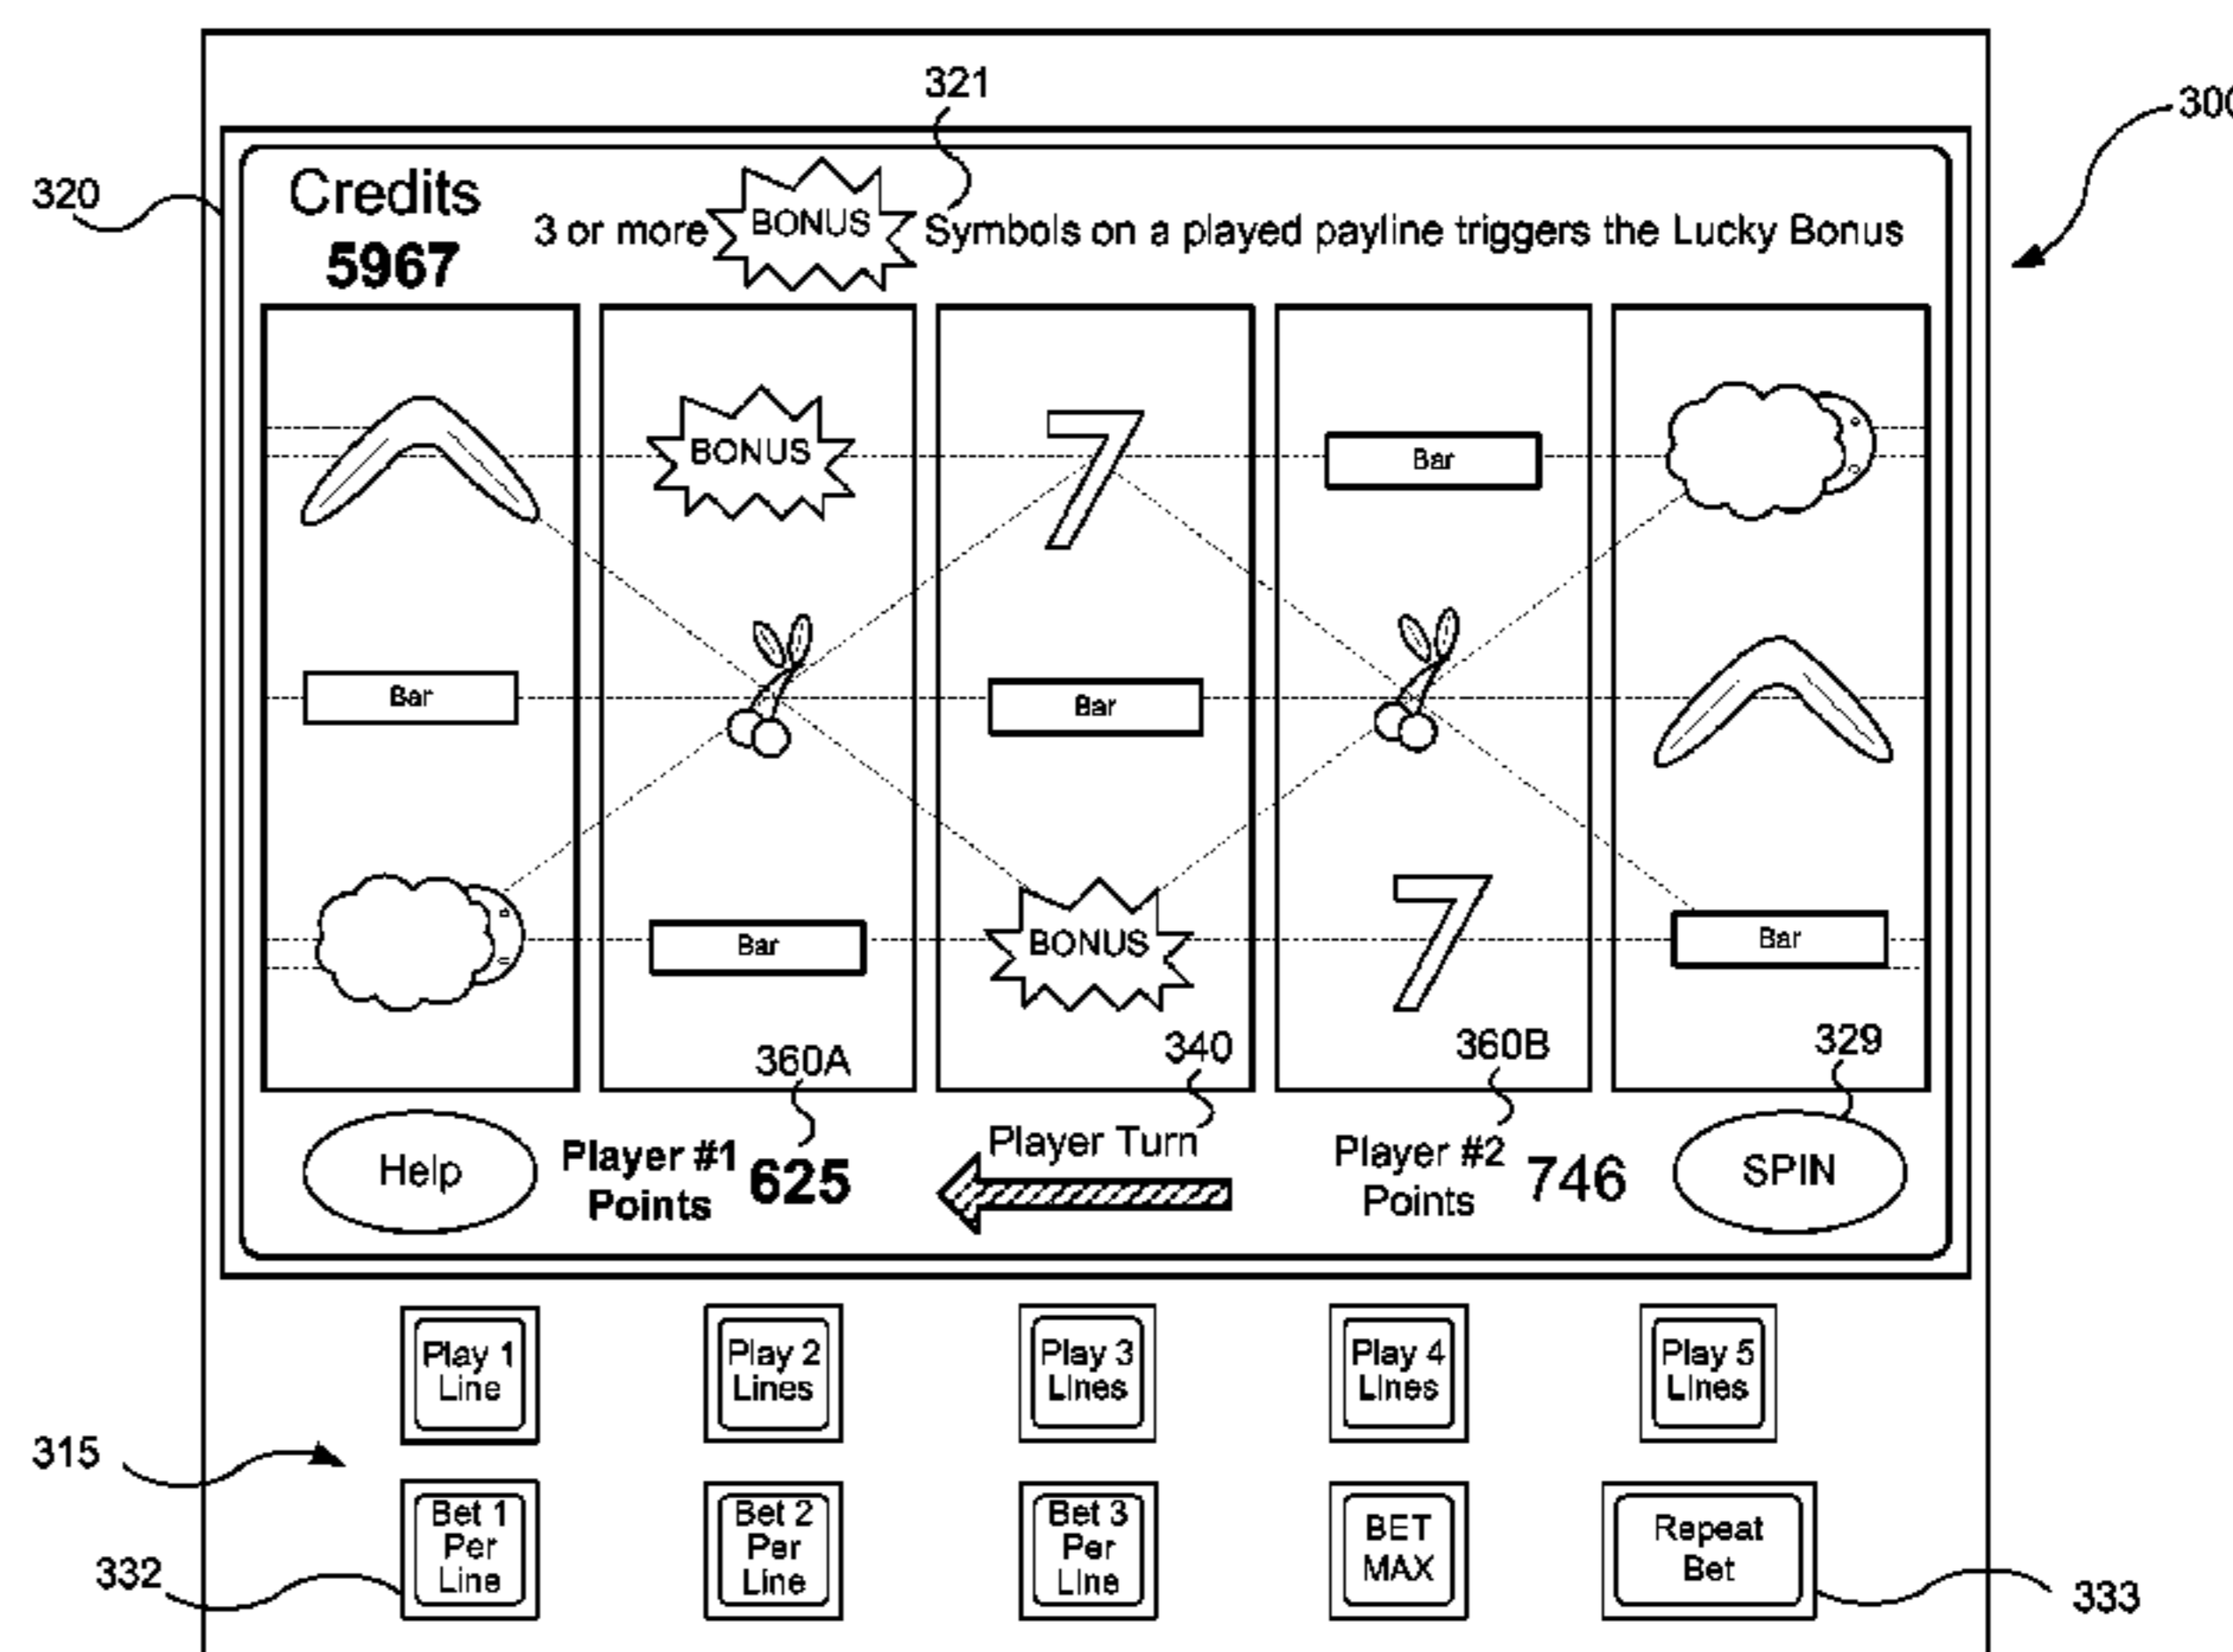 321
300
320
Credits
5967
3 or more BONUS Symbols on a played payline triggers the Lucky Bonus
BONUS
7
Bar
Bar
Bar
Bar
BONUS
7
Bar
360A
340
360B
329
Help
Player #1
Points
625
Player Turn
Player #2
Points
746
SPIN
Play 1
Line
Play 2
Lines
Play 3
Lines
Play 4
Lines
Play 5
Lines
315
Bet 1
Per
Line
Bet 2
Per
Line
Bet 3
Per
Line
BET
MAX
Repeat
Bet
332
333